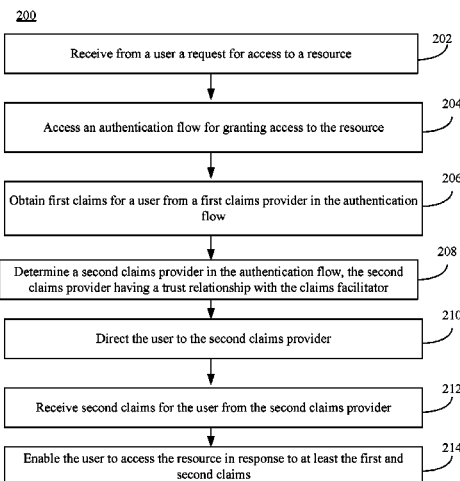 200
Receive from a user a request for access to a resource
202
Access an authentication flow for granting access to the resource
204
Obtain first claims for a user from a first claims provider in the authentication
flow
206
Determine a second claims provider in the authentication flow, the second
claims provider having a trust relationship with the claims facilitator
208
Direct the user to the second claims provider
210
Receive second claims for the user from the second claims provider
212
Enable the user to access the resource in response to at least the first and
second claims
214